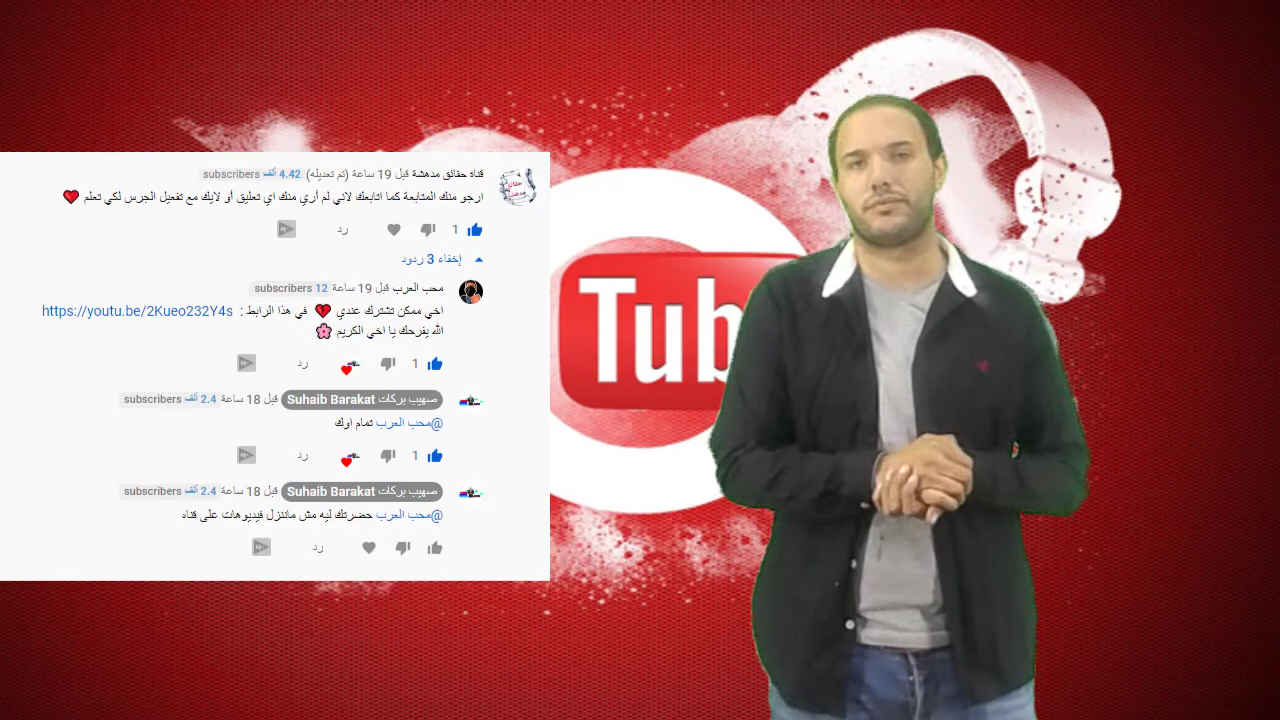 قناه حقائق مدهشة قبل 19 ساعة (تم تعديله) 4.42 ألف subscribers
ارجو منك المتابعة كما اتابعك لاني لم أري منك اي تعليق أو لايك مع تفعيل الجرس لكي تعلم ❤️
1 رد
إخفاء 3 ردود
محب العرب قبل 19 ساعة 12 subscribers
اخي ممكن تشترك عندي 💔 في هذا الرابط : https://youtu.be/2Kueo232Y4s
الله يفرحك يا اخي الكريم 🌸
1 رد
صهيب بركات Suhaib Barakat قبل 18 ساعة 2.4 ألف subscribers
@محب العرب تمام اوك
1 رد
صهيب بركات Suhaib Barakat قبل 18 ساعة 2.4 ألف subscribers
@محب العرب حضرتك ليه مش ماتنزل فيديوهات على قناه
رد
Tub